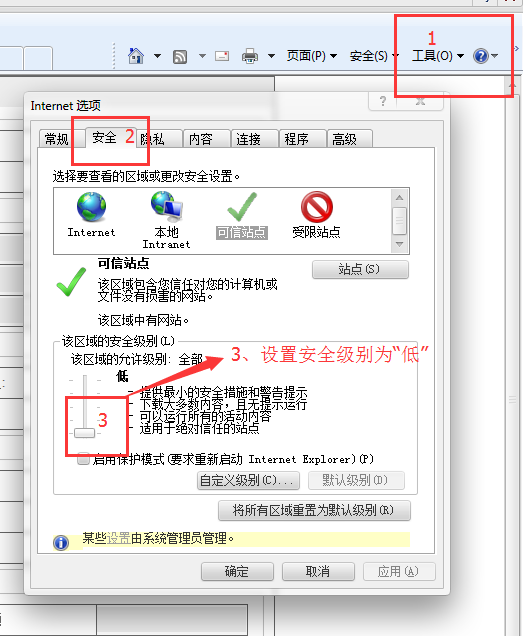 1
页面(P) 安全(S) 工具(O)
Internet 选项
常规 安全 2 隐私 内容 连接 程序 高级
选择要查看的区域或更改安全设置。
Internet 本地 可信站点 受限站点
Intranet
可信站点
站点(S)
该区域包含您信任对您的计算机或
文件没有损害的网站。
该区域中有网站。
该区域的安全级别(L)
该区域的允许级别: 全部
3、设置安全级别为“低”
低
- 提供最小的安全措施和警告提示
- 下载大多数内容，且无提示运行
3
- 可以运行所有的活动内容
- 适用于绝对信任的站点
启用保护模式(要求重新启动 Internet Explorer)(P)
自定义级别(C)... 默认级别(D)
将所有区域重置为默认级别(R)
某些设置由系统管理员管理。
确定 取消 应用(A)